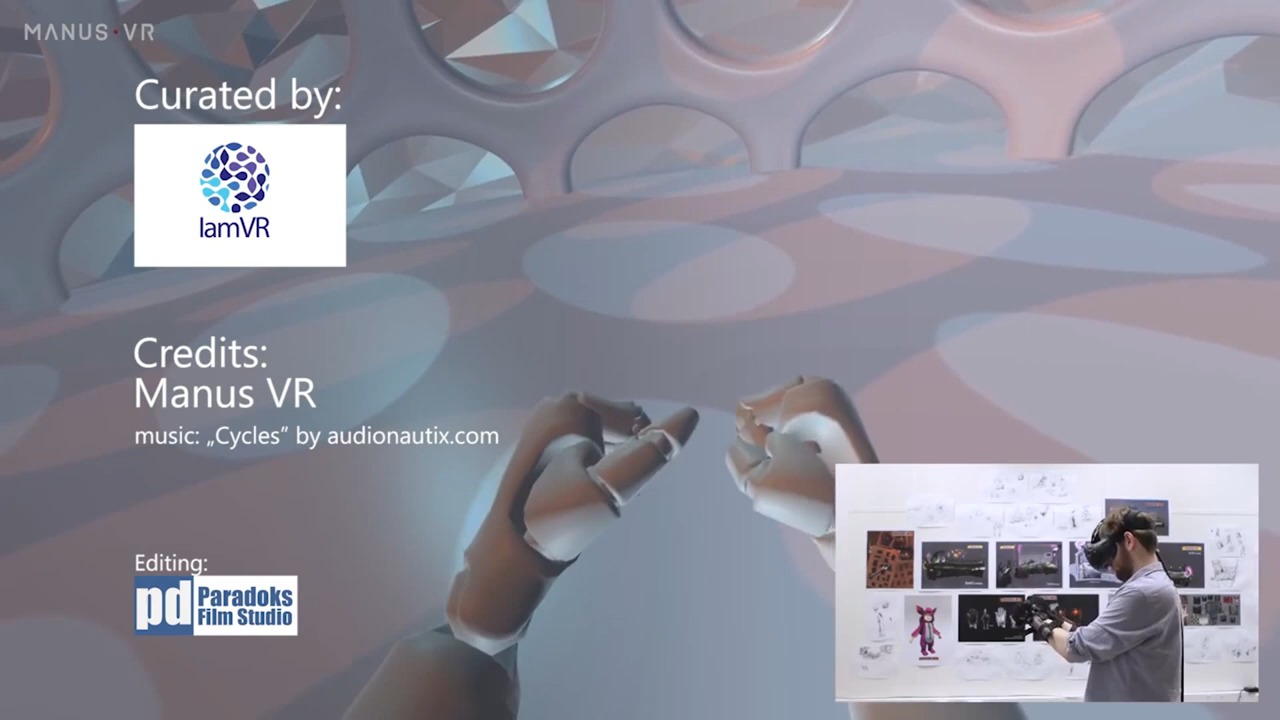 MANUS·VR
Curated by:
IamVR
Credits:
Manus VR
music: „Cycles” by audionautix.com
Editing:
pd Paradoks
Film Studio